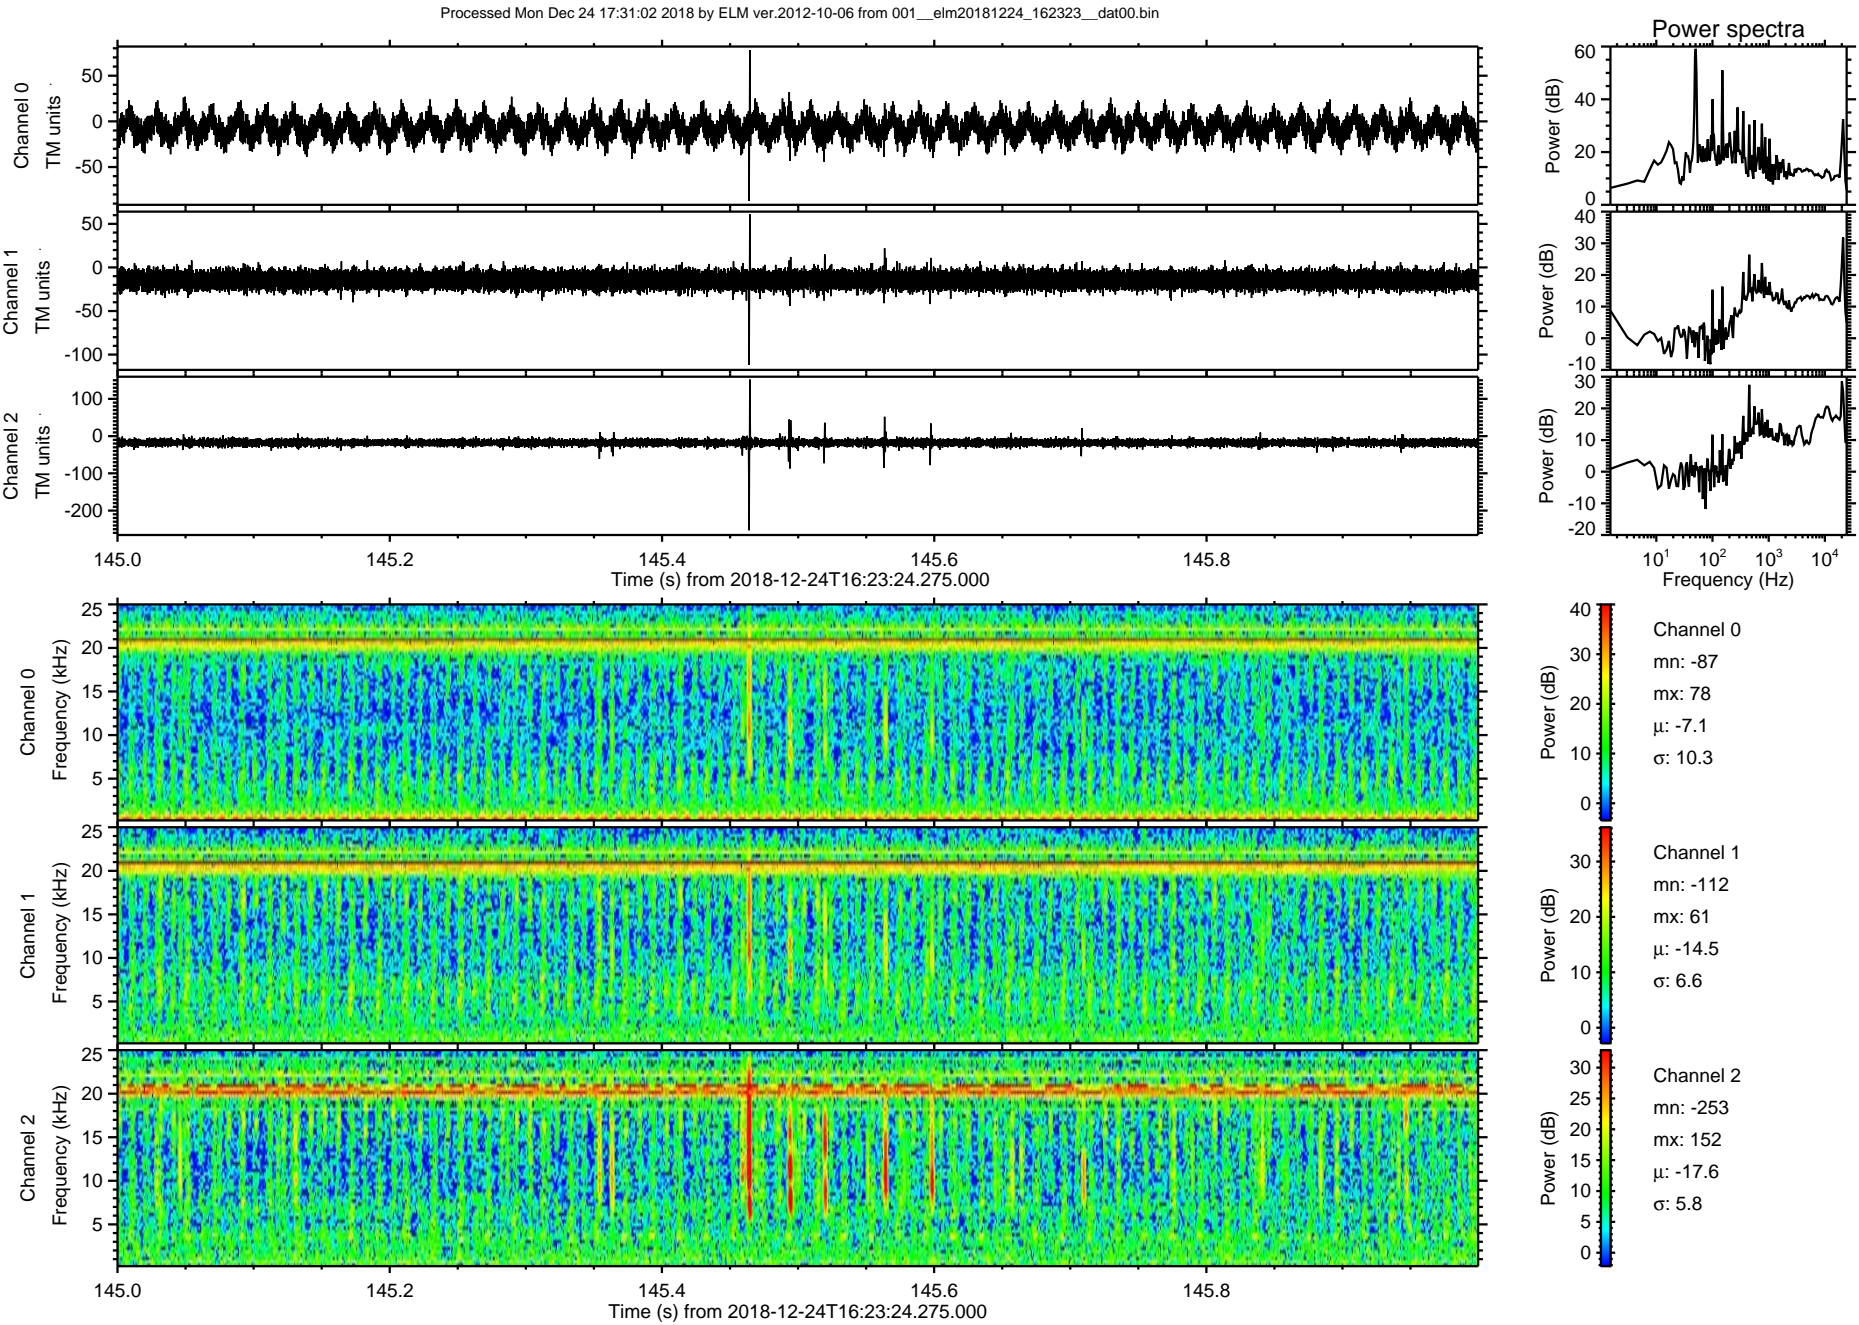 Processed Mon Dec 24 17:31:02 2018 by ELM ver.2012-10-06 from 001__elm20181224_162323__dat00.bin
Power spectra
Channel 0
TM units
50
0
-50
Power (dB)
60
40
20
0
Channel 1
TM units
50
0
-50
-100
Power (dB)
40
30
20
10
0
-10
Channel 2
TM units
100
0
-100
-200
Power (dB)
30
20
10
0
-10
-20
145.0 145.2 145.4 145.6 145.8
Time (s) from 2018-12-24T16:23:24.275.000
10¹ 10² 10³ 10⁴
Frequency (Hz)
Channel 0
Frequency (kHz)
25
20
15
10
5
Power (dB)
40
30
20
10
0
Channel 0
mn: -87
mx: 78
μ: -7.1
σ: 10.3
Channel 1
Frequency (kHz)
25
20
15
10
5
Power (dB)
30
20
10
0
Channel 1
mn: -112
mx: 61
μ: -14.5
σ: 6.6
Channel 2
Frequency (kHz)
25
20
15
10
5
Power (dB)
30
25
20
15
10
5
0
Channel 2
mn: -253
mx: 152
μ: -17.6
σ: 5.8
145.0 145.2 145.4 145.6 145.8
Time (s) from 2018-12-24T16:23:24.275.000